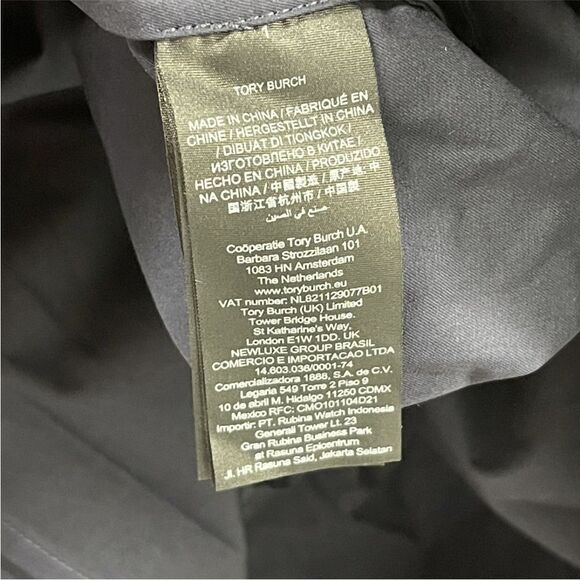 TORY BURCH
MADE IN CHINA / FABRIQUÉ EN
CHINE / HERGESTELLT IN CHINA
/ DIBUAT DI TIONGKOK /
ИЗГОТОВЛЕНО В КИТАЕ /
HECHO EN CHINA / PRODUZIDO
NA CHINA / 中國製造 / 原产地: 中
国浙江省杭州市 /
صنع في الصين
Coöperatie Tory Burch U.A.
Barbara Strozzilaan 101
1083 HN Amsterdam
The Netherlands
www.toryburch.eu
VAT number: NL821129077B01
Tory Burch (UK) Limited
Tower Bridge House.
St Katharine's Way,
London E1W 1DD. UK
NEWLUXE GROUP BRASIL
COMERCIO E IMPORTACAO LTDA
14.603.036/0001-74
Comercializadora 1888, S.A. de C.V.
Legaria 549 Torre 2 Piso 9
10 de abril M. Hidalgo 11250 CDMX
Mexico RFC: CMO101104D21
Importir: PT. Rubina Watch Indonesia
Generali Tower Lt. 23
Gran Rubina Business Park
at Rasuna Epicentrum
Jl. HR Rasuna Said, Jakarta Selatan